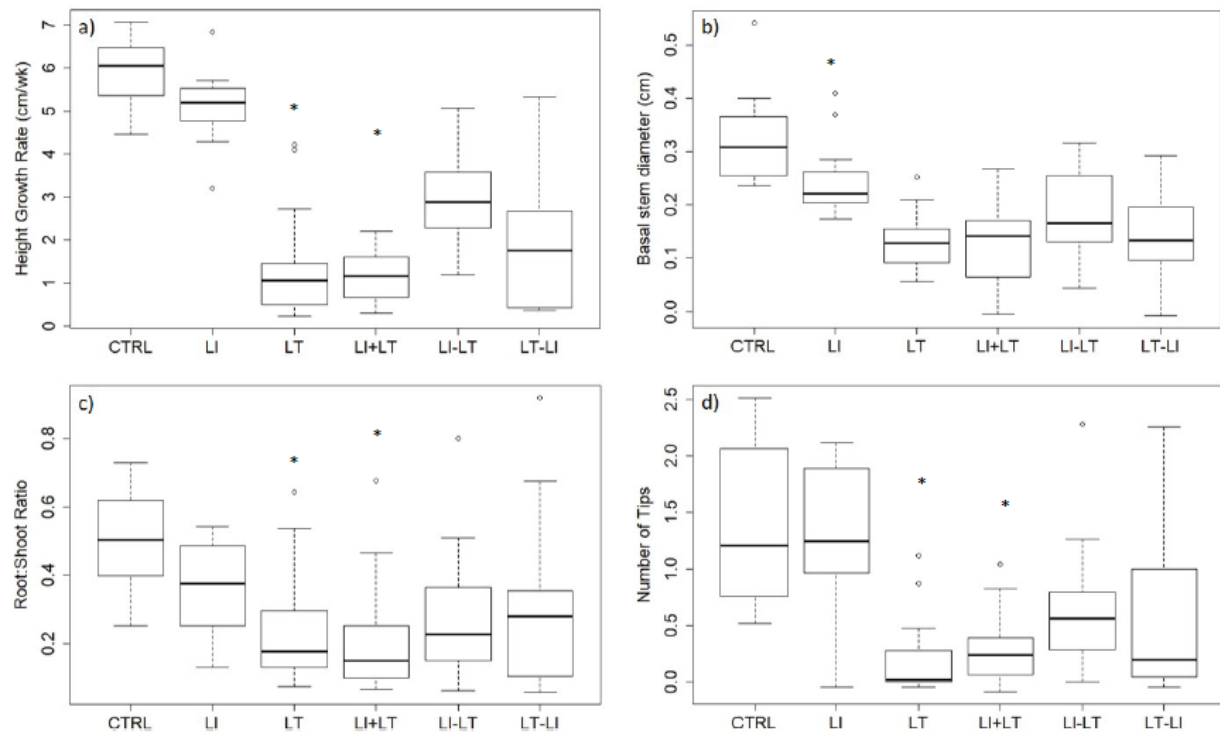 a)
Height Growth Rate (cm/wk)
7
6
5
4
3
2
1
0
* *
CTRL LI LT LI+LT LI-LT LT-LI
b)
Basal stem diameter (cm)
0.5
0.4
0.3
0.2
0.1
0.0
*
CTRL LI LT LI+LT LI-LT LT-LI
c)
Root:Shoot Ratio
0.8
0.6
0.4
0.2
* *
CTRL LI LT LI+LT LI-LT LT-LI
d)
Number of Tips
2.5
2.0
1.5
1.0
0.5
0.0
* *
CTRL LI LT LI+LT LI-LT LT-LI